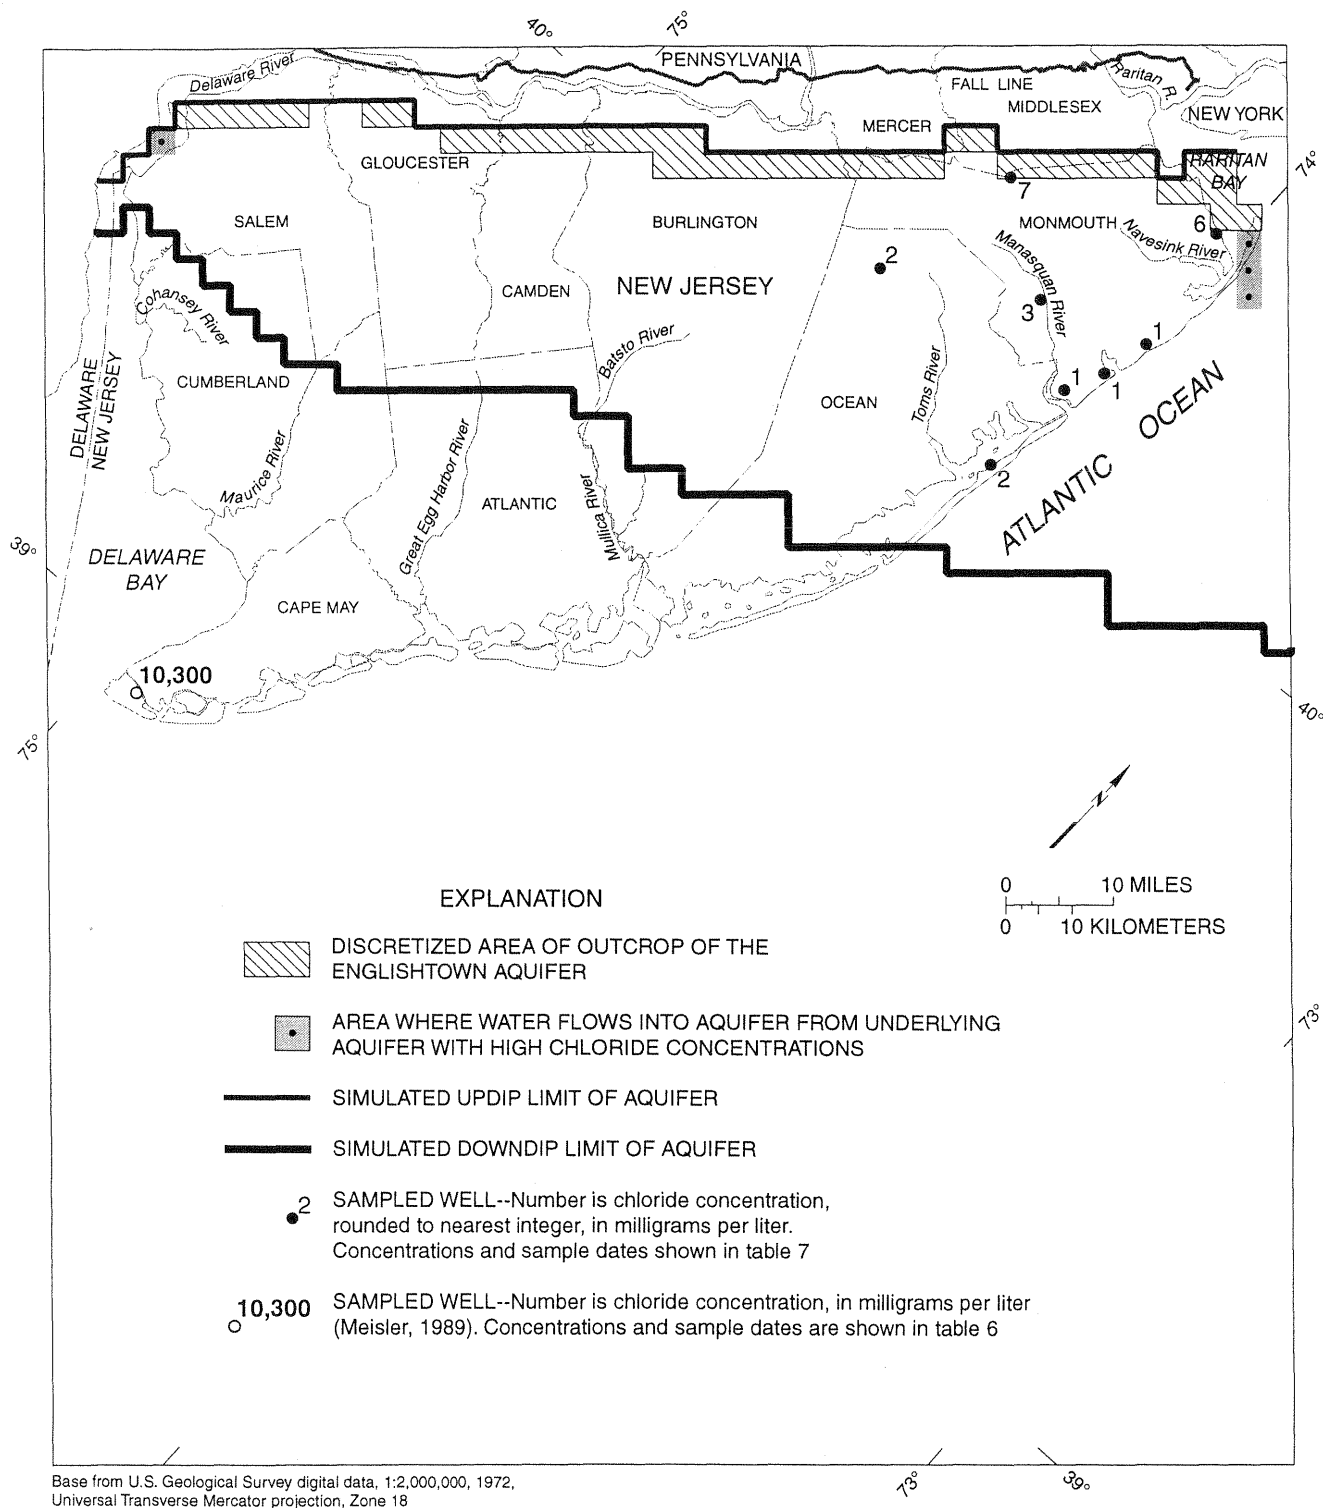 40°
75°
PENNSYLVANIA
Delaware River
FALL LINE
Raritan R.
MIDDLESEX
NEW YORK
MERCER
GLOUCESTER
RARITAN
BAY
74°
7
SALEM
BURLINGTON
MONMOUTH
6
Navesink River
Manasquan River
2
CAMDEN
NEW JERSEY
3
Cohansey River
Batsto River
1
DELAWARE
NEW JERSEY
CUMBERLAND
Toms River
1
1
OCEAN
ATLANTIC OCEAN
Maurice River
Great Egg Harbor River
ATLANTIC
Mullica River
2
39°
DELAWARE
BAY
CAPE MAY
10,300
40°
75°
N
0 10 MILES
0 10 KILOMETERS
EXPLANATION
DISCRETIZED AREA OF OUTCROP OF THE
ENGLISHTOWN AQUIFER
AREA WHERE WATER FLOWS INTO AQUIFER FROM UNDERLYING
AQUIFER WITH HIGH CHLORIDE CONCENTRATIONS
73°
SIMULATED UPDIP LIMIT OF AQUIFER
SIMULATED DOWNDIP LIMIT OF AQUIFER
2 SAMPLED WELL--Number is chloride concentration,
rounded to nearest integer, in milligrams per liter.
Concentrations and sample dates shown in table 7
10,300 SAMPLED WELL--Number is chloride concentration, in milligrams per liter
(Meisler, 1989). Concentrations and sample dates are shown in table 6
73°
39°
Base from U.S. Geological Survey digital data, 1:2,000,000, 1972,
Universal Transverse Mercator projection, Zone 18